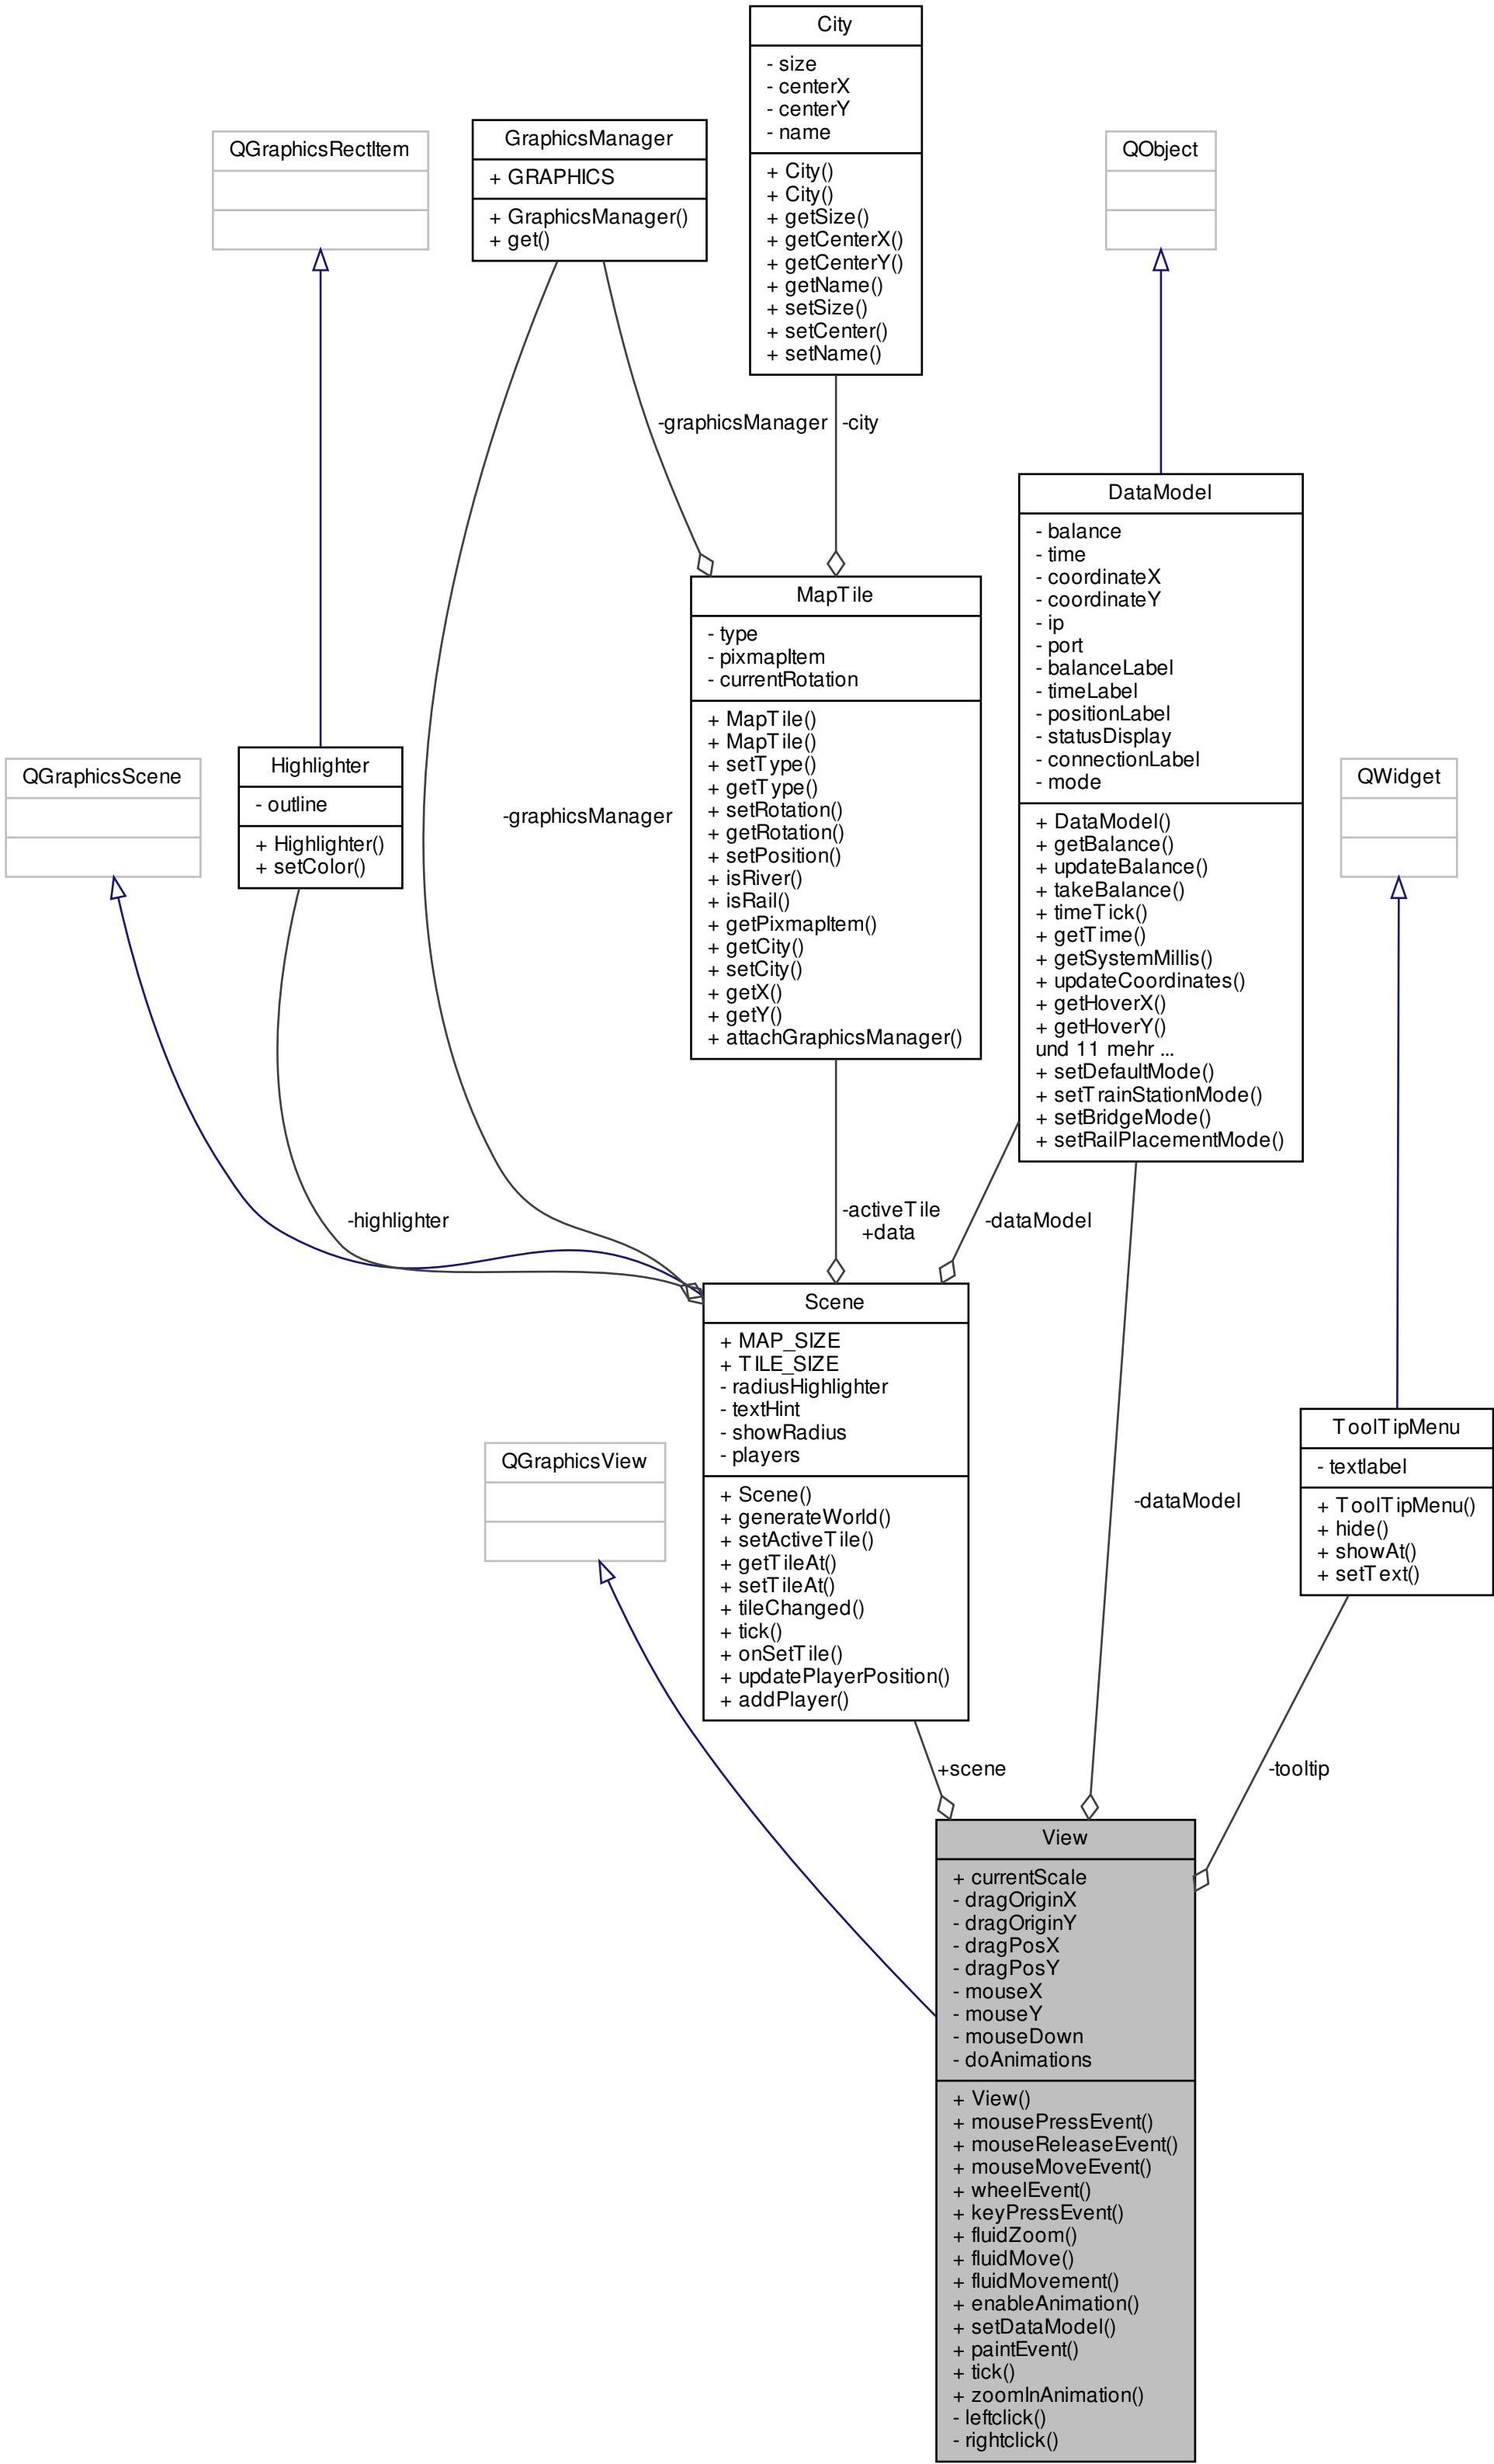 City
- size
- centerX
- centerY
- name
+ City()
+ City()
+ getSize()
+ getCenterX()
+ getCenterY()
+ getName()
+ setSize()
+ setCenter()
+ setName()
GraphicsManager
+ GRAPHICS
+ GraphicsManager()
+ get()
QGraphicsRectItem
QObject
-graphicsManager
-city
DataModel
- balance
- time
- coordinateX
- coordinateY
- ip
- port
- balanceLabel
- timeLabel
- positionLabel
- statusDisplay
- connectionLabel
- mode
+ DataModel()
+ getBalance()
+ updateBalance()
+ takeBalance()
+ timeTick()
+ getTime()
+ getSystemMillis()
+ updateCoordinates()
+ getHoverX()
+ getHoverY()
und 11 mehr ...
+ setDefaultMode()
+ setTrainStationMode()
+ setBridgeMode()
+ setRailPlacementMode()
MapTile
- type
- pixmapItem
- currentRotation
+ MapTile()
+ MapTile()
+ setType()
+ getType()
+ setRotation()
+ getRotation()
+ setPosition()
+ isRiver()
+ isRail()
+ getPixmapItem()
+ getCity()
+ setCity()
+ getX()
+ getY()
+ attachGraphicsManager()
QGraphicsScene
Highlighter
- outline
+ Highlighter()
+ setColor()
-graphicsManager
QWidget
-highlighter
-activeTile
+data
-dataModel
Scene
+ MAP_SIZE
+ TILE_SIZE
- radiusHighlighter
- textHint
- showRadius
- players
+ Scene()
+ generateWorld()
+ setActiveTile()
+ getTileAt()
+ setTileAt()
+ tileChanged()
+ tick()
+ onSetTile()
+ updatePlayerPosition()
+ addPlayer()
QGraphicsView
-dataModel
ToolTipMenu
- textlabel
+ ToolTipMenu()
+ hide()
+ showAt()
+ setText()
+scene
-tooltip
View
+ currentScale
- dragOriginX
- dragOriginY
- dragPosX
- dragPosY
- mouseX
- mouseY
- mouseDown
- doAnimations
+ View()
+ mousePressEvent()
+ mouseReleaseEvent()
+ mouseMoveEvent()
+ wheelEvent()
+ keyPressEvent()
+ fluidZoom()
+ fluidMove()
+ fluidMovement()
+ enableAnimation()
+ setDataModel()
+ paintEvent()
+ tick()
+ zoomInAnimation()
- leftclick()
- rightclick()